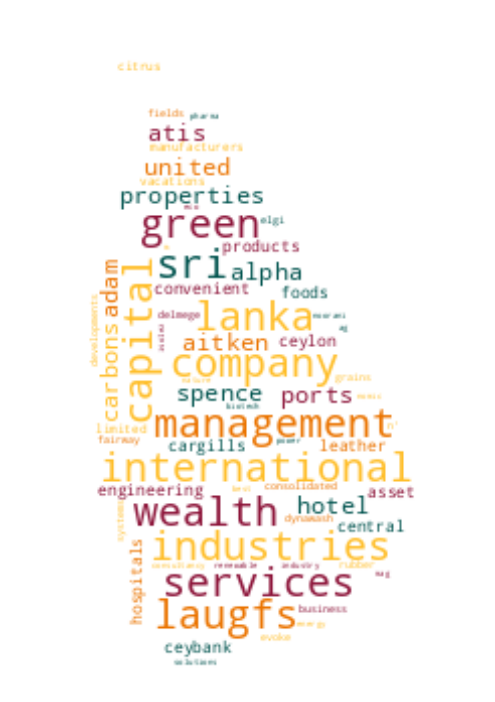 citrus
fields pharma
atis
manufacturers
united
vacations
properties
green elgi
products
sri alpha
convenient foods
adam
capital
developments
delmege lanka
aitken ceylon
company
carbons
grains
spence ports
biotech
management
limited
fairway cargills power leather
international
engineering consolidated asset
wealth hotel
systems
dynawash central
industries
consultancy renewable industry rubber
services
hospitals
laugfs business
energy
evoke
ceybank
solutions